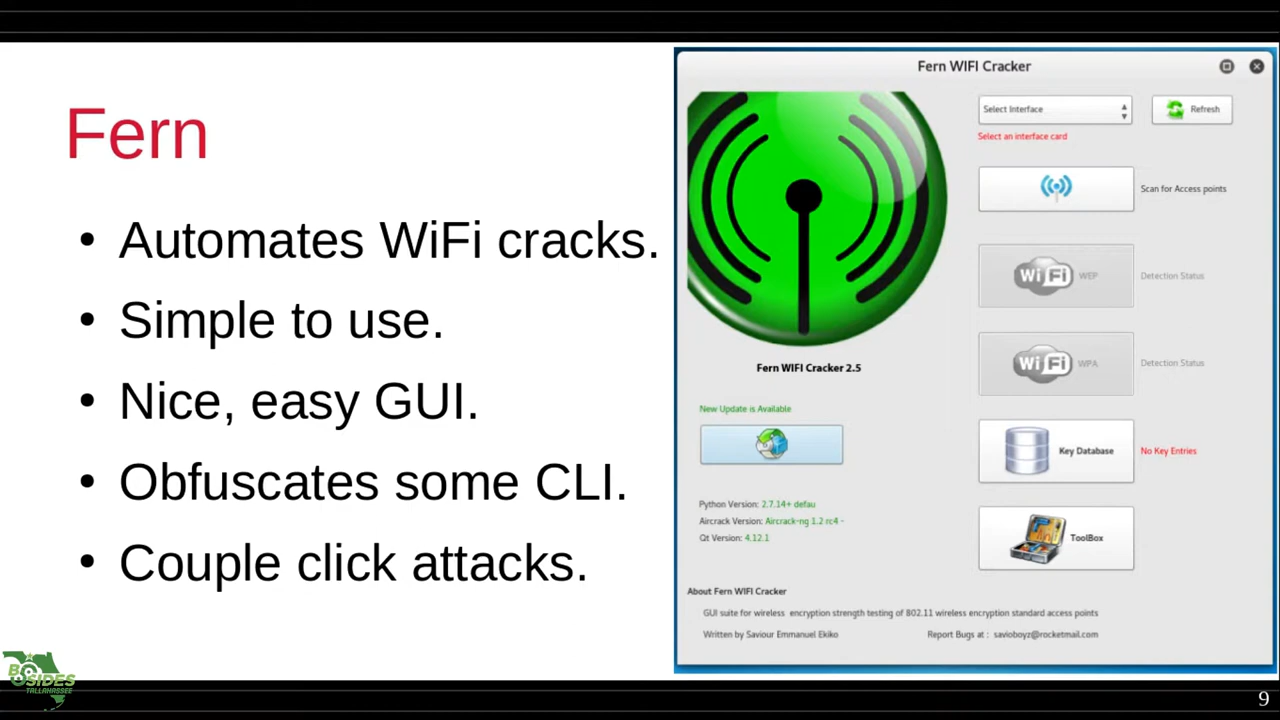 Fern
• Automates WiFi cracks.
• Simple to use.
• Nice, easy GUI.
• Obfuscates some CLI.
• Couple click attacks.
Fern WIFI Cracker
Select Interface
Refresh
Select an interface card
Scan for Access points
WiFi WEP
Detection Status
WiFi WPA
Detection Status
Fern WIFI Cracker 2.5
New Update is Available
Key Database
No Key Entries
Python Version: 2.7.14+ defau
Aircrack Version: Aircrack-ng 1.2 rc4 -
Qt Version: 4.12.1
ToolBox
About Fern WIFI Cracker
GUI suite for wireless encryption strength testing of 802.11 wireless encryption standard access points
Written by Saviour Emmanuel Ekiko
Report Bugs at : savioboyz@rocketmail.com
BSIDES
TALLAHASSEE
9